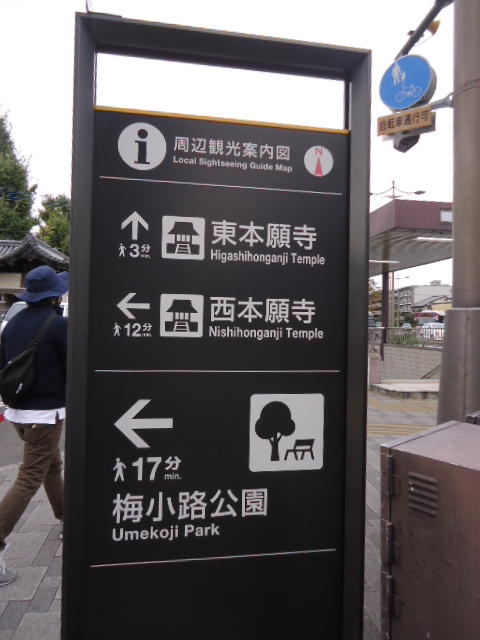 自転車通行可
周辺観光案内図
Local Sightseeing Guide Map
N
3分
min.
東本願寺
Higashihonganji Temple
12分
min.
西本願寺
Nishihonganji Temple
17分
min.
梅小路公園
Umekoji Park